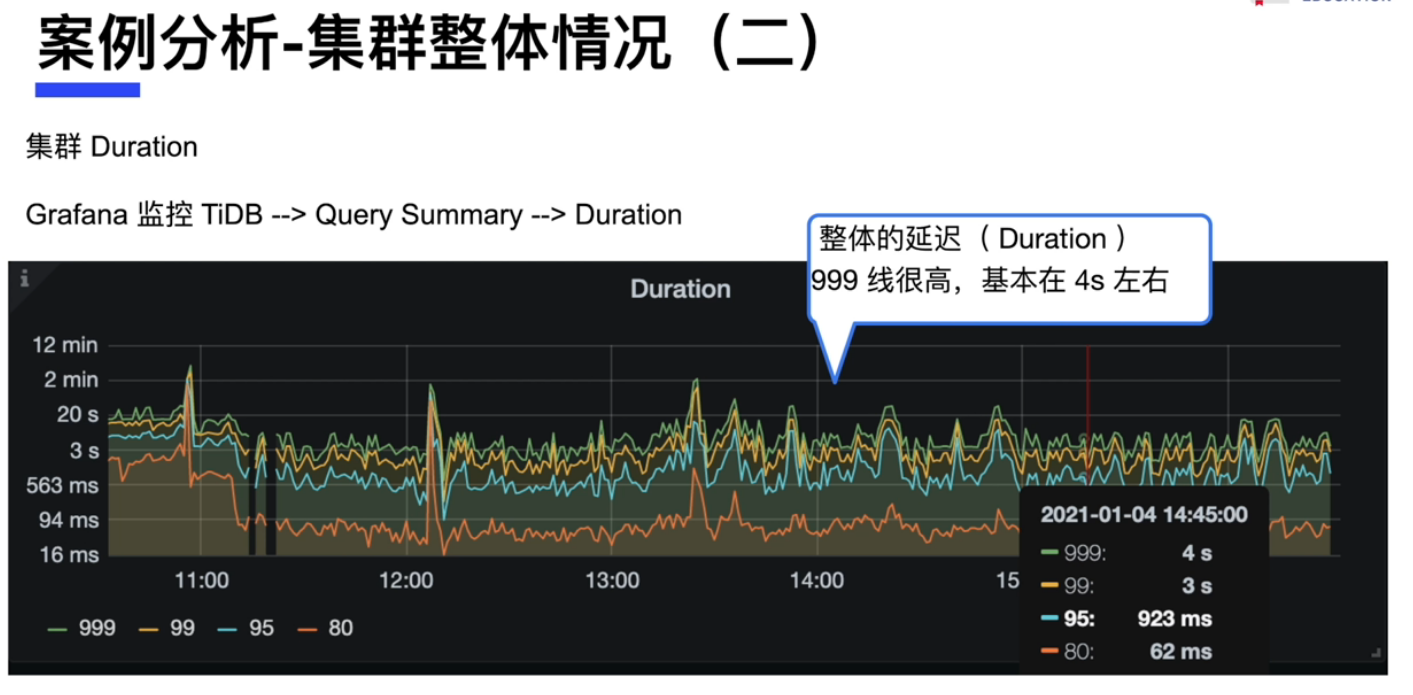 案例分析-集群整体情况（二）
集群 Duration
Grafana 监控 TiDB --> Query Summary --> Duration
整体的延迟（ Duration ）
999 线很高，基本在 4s 左右
Duration
12 min
2 min
20 s
3 s
563 ms
94 ms
16 ms
11:00
12:00
13:00
14:00
15
2021-01-04 14:45:00
999: 4 s
99: 3 s
95: 923 ms
80: 62 ms
999 99 95 80